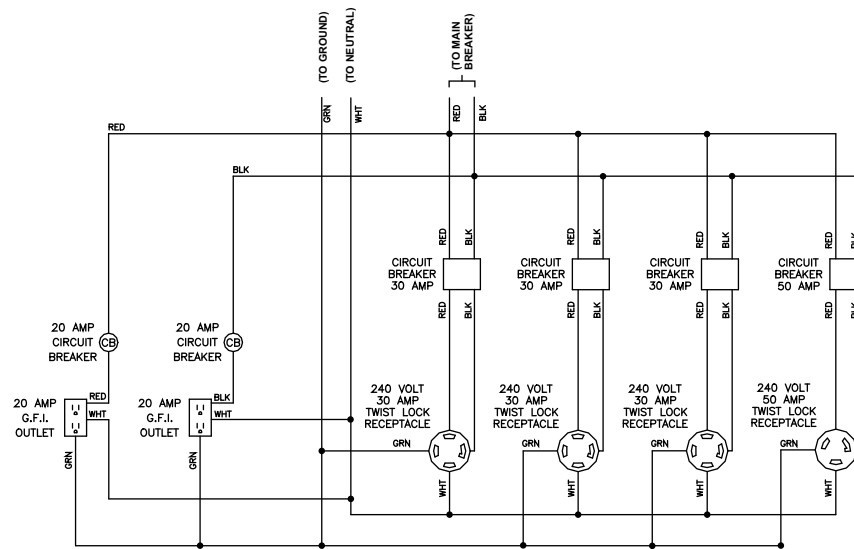 (TO GROUND)
(TO NEUTRAL)
(TO MAIN
BREAKER)
GRN
WHT
RED
BLK
RED
BLK
RED
BLK
RED
BLK
RED
BLK
RED
BLK
CIRCUIT
BREAKER
30 AMP
CIRCUIT
BREAKER
30 AMP
CIRCUIT
BREAKER
30 AMP
CIRCUIT
BREAKER
50 AMP
RED
BLK
RED
BLK
RED
BLK
RED
BLK
20 AMP
CIRCUIT
BREAKER
CB
20 AMP
CIRCUIT
BREAKER
CB
20 AMP
G.F.I.
OUTLET
RED
WHT
GRN
20 AMP
G.F.I.
OUTLET
BLK
WHT
GRN
240 VOLT
30 AMP
TWIST LOCK
RECEPTACLE
GRN
WHT
240 VOLT
30 AMP
TWIST LOCK
RECEPTACLE
GRN
WHT
240 VOLT
30 AMP
TWIST LOCK
RECEPTACLE
GRN
WHT
240 VOLT
50 AMP
TWIST LOCK
RECEPTACLE
GRN
WHT